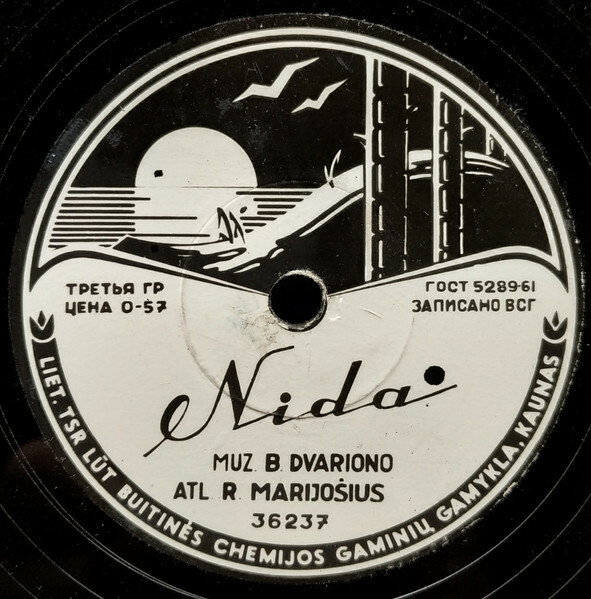 ТРЕТЬЯ ГР
ЦЕНА 0-57
ГОСТ 5289-61
ЗАПИСАНО ВСГ
Nida
MUZ. B. DVARIONO
ATL. R. MARIJOŠIUS
36237
LIET. TSR LŪT BUITINĖS CHEMIJOS GAMINIŲ GAMYKLA, KAUNAS